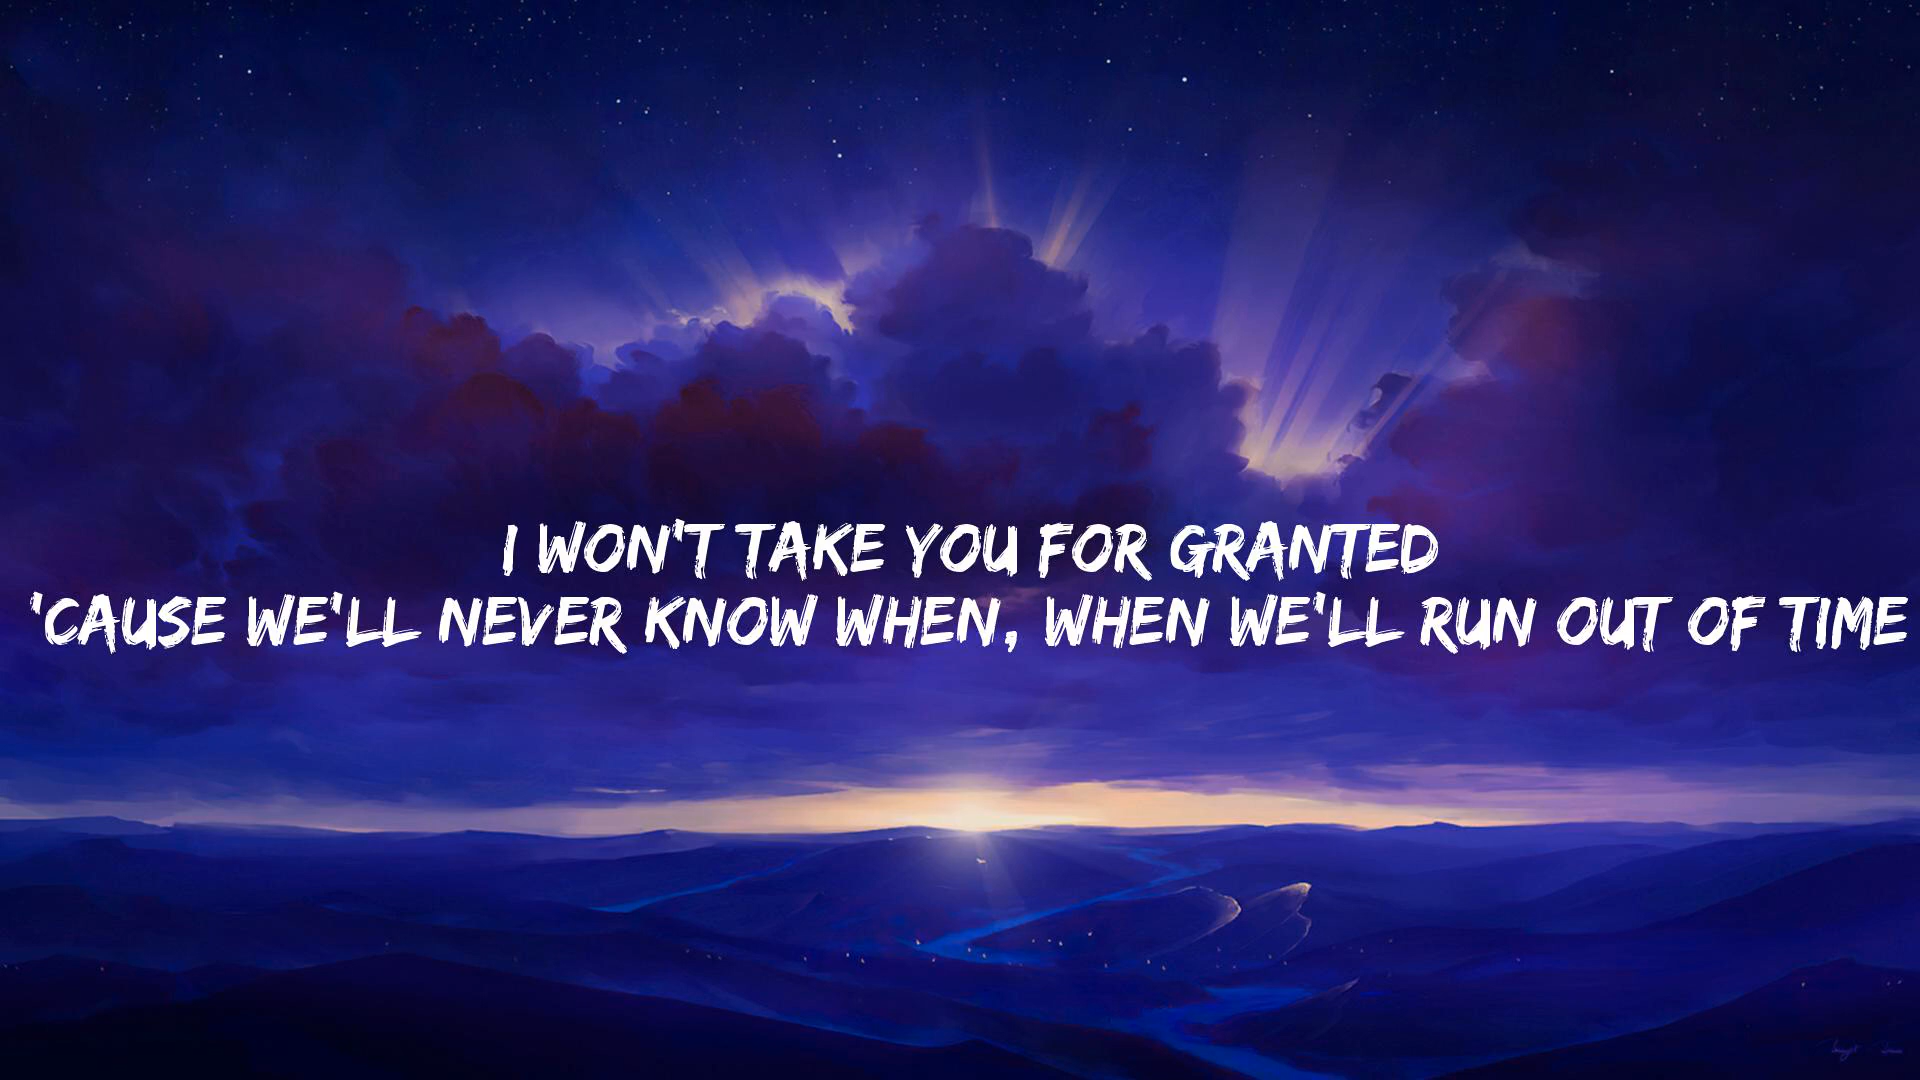 I WON'T TAKE YOU FOR GRANTED
'CAUSE WE'LL NEVER KNOW WHEN, WHEN WE'LL RUN OUT OF TIME